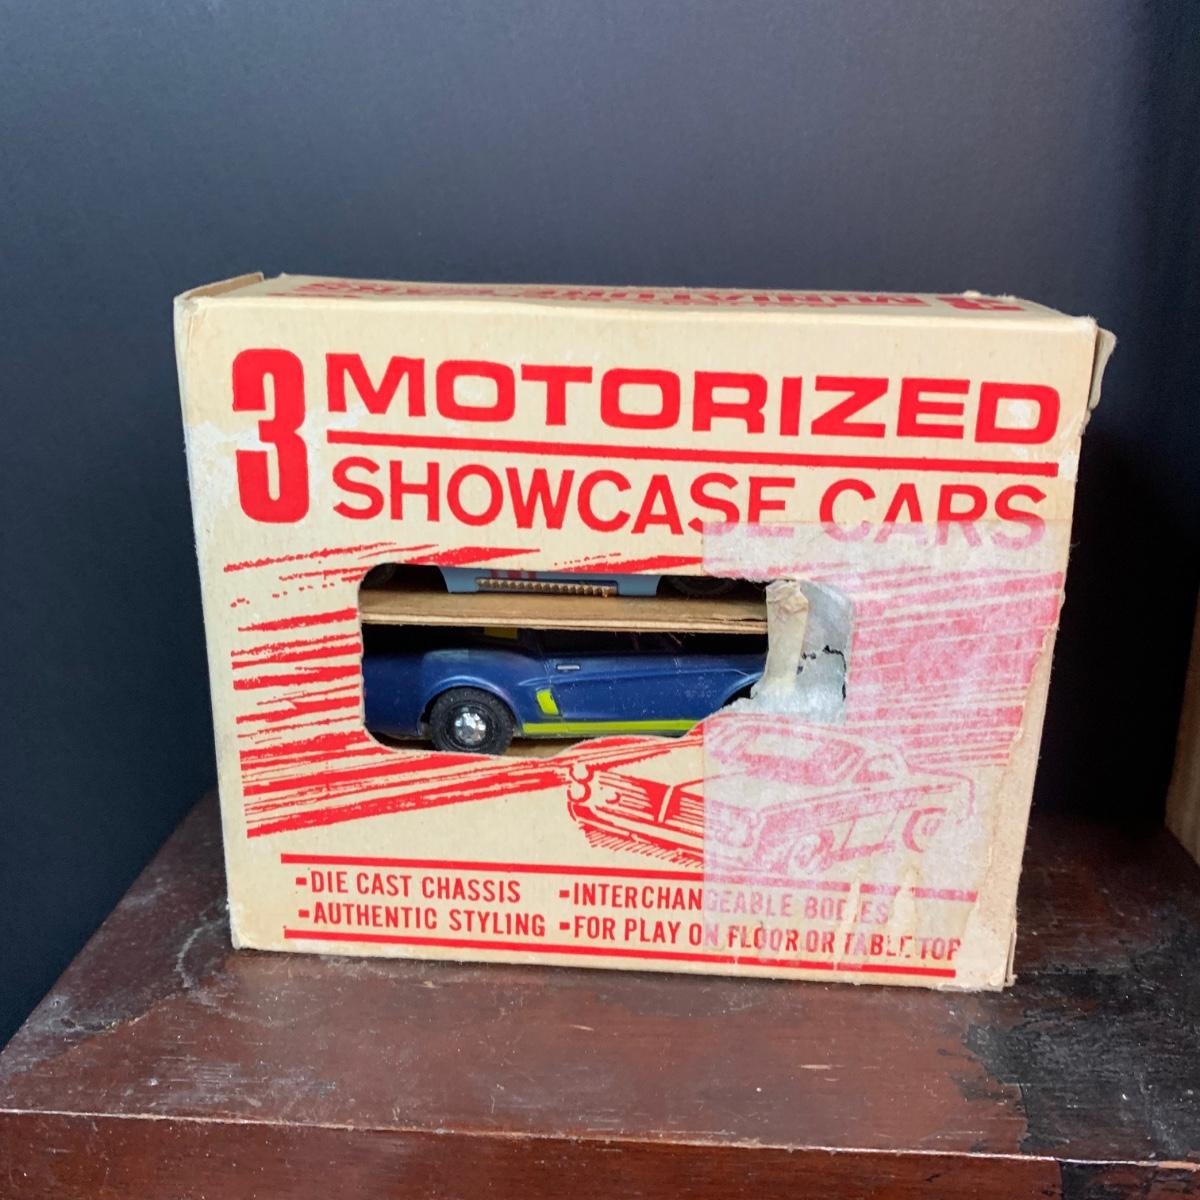 3 MOTORIZED
SHOWCASE CARS
-DIE CAST CHASSIS -INTERCHANGEABLE BODIES
-AUTHENTIC STYLING -FOR PLAY ON FLOOR OR TABLE TOP